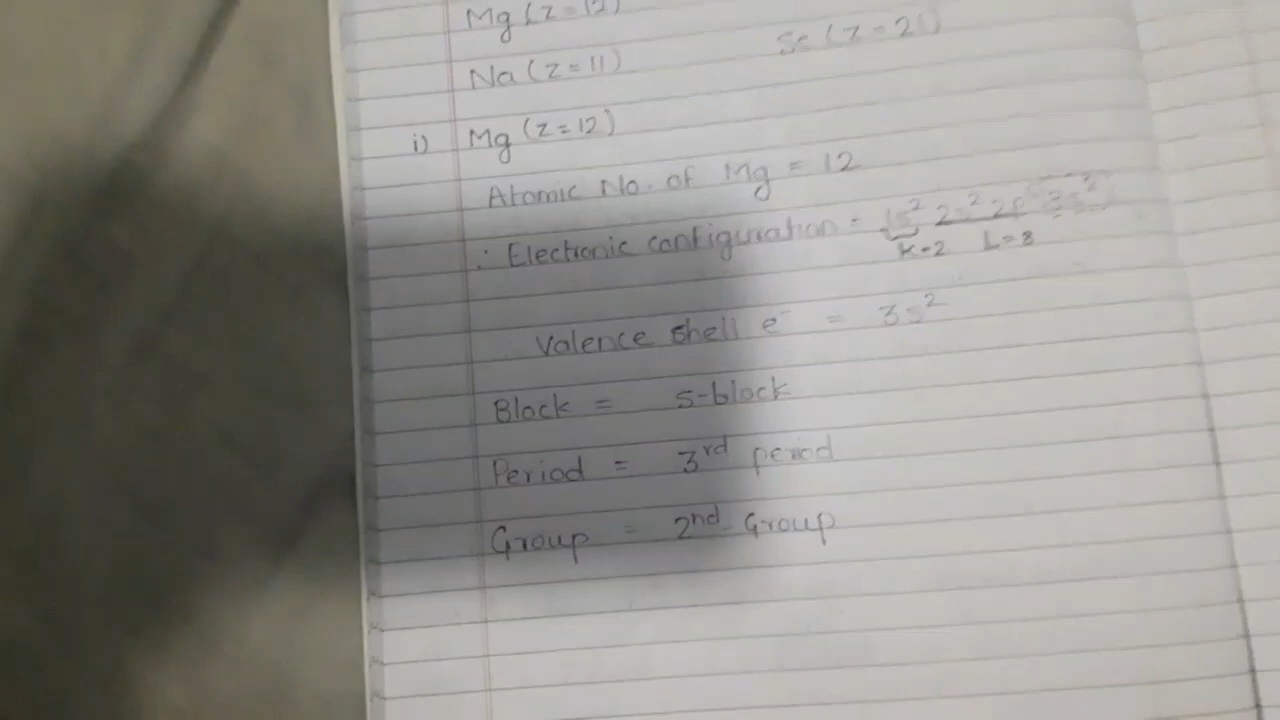 Mg (Z=12)
Na (Z=11) Sc (Z=21)
i) Mg (Z=12)
Atomic No. of Mg = 12
∴ Electronic configuration = 1s² 2s² 2p⁶ 3s²
K=2 L=8
Valence shell e⁻ = 3s²
Block = s-block
Period = 3rd period
Group = 2nd Group